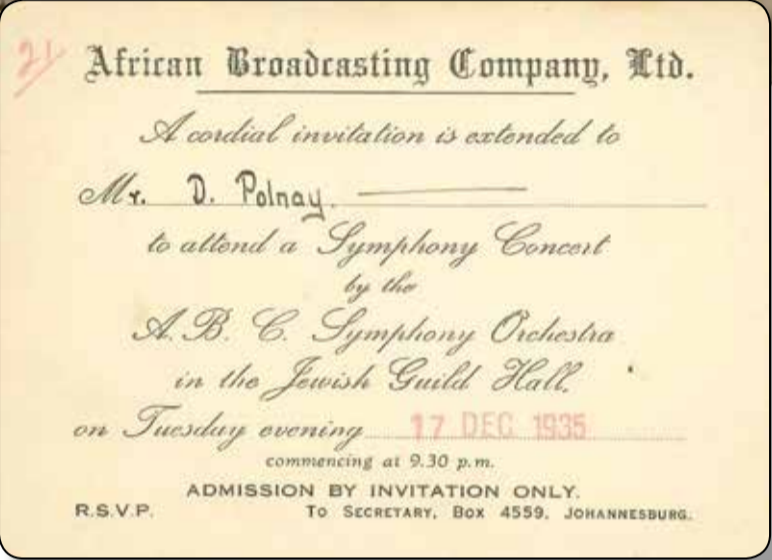 21/
African Broadcasting Company, Ltd.
A cordial invitation is extended to
Mr. D. Polnay.
to attend a Symphony Concert
by the
A. B. C. Symphony Orchestra
in the Jewish Guild Hall,
on Tuesday evening 17 DEC 1935
commencing at 9.30 p.m.
ADMISSION BY INVITATION ONLY.
R.S.V.P. To Secretary, Box 4559, Johannesburg.